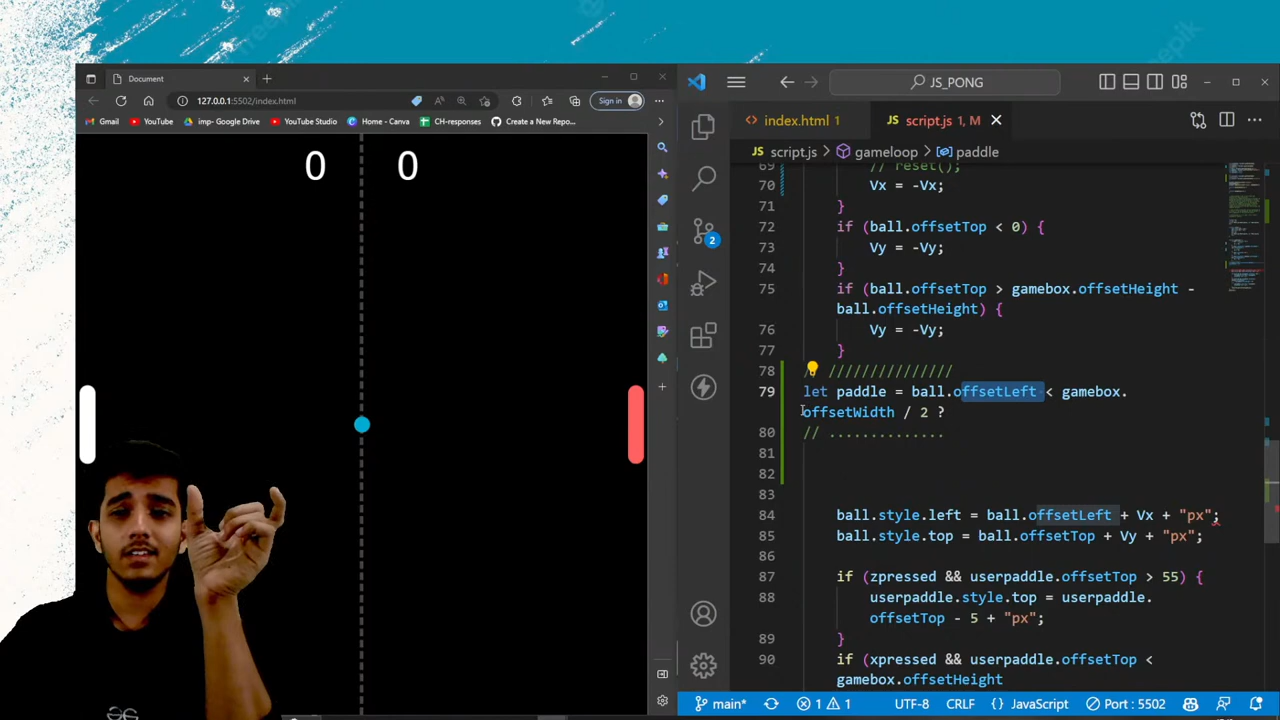 Document
127.0.0.1:5502/index.html
Sign in
Gmail
YouTube
imp- Google Drive
YouTube Studio
Home - Canva
CH-responses
Create a New Repo...
0 0
JS_PONG
index.html 1
JS script.js 1, M
JS script.js > gameloop > paddle
69 // reset();
70 Vx = -Vx;
71 }
72 if (ball.offsetTop < 0) {
73 Vy = -Vy;
74 }
75 if (ball.offsetTop > gamebox.offsetHeight -
ball.offsetHeight) {
76 Vy = -Vy;
77 }
78 // ///////////////
79 let paddle = ball.offsetLeft < gamebox.
offsetWidth / 2 ?
80 // ..............
81
82
83
84 ball.style.left = ball.offsetLeft + Vx + "px";
85 ball.style.top = ball.offsetTop + Vy + "px";
86
87 if (zpressed && userpaddle.offsetTop > 55) {
88 userpaddle.style.top = userpaddle.
offsetTop - 5 + "px";
89 }
90 if (xpressed && userpaddle.offsetTop <
gamebox.offsetHeight
2
main*
1 1
UTF-8
CRLF
{} JavaScript
Port : 5502